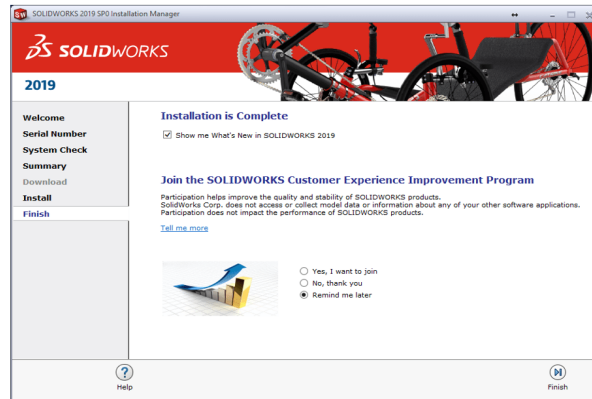 SOLIDWORKS 2019 SP0 Installation Manager
SOLIDWORKS
2019
Welcome
Serial Number
System Check
Summary
Download
Install
Finish
Installation is Complete
Show me What's New in SOLIDWORKS 2019
Join the SOLIDWORKS Customer Experience Improvement Program
Participation helps improve the quality and stability of SOLIDWORKS products.
SolidWorks Corp. does not access or collect model data or information about any of your other software applications.
Participation does not impact the performance of SOLIDWORKS products.
Tell me more
Yes, I want to join
No, thank you
Remind me later
Help
Finish